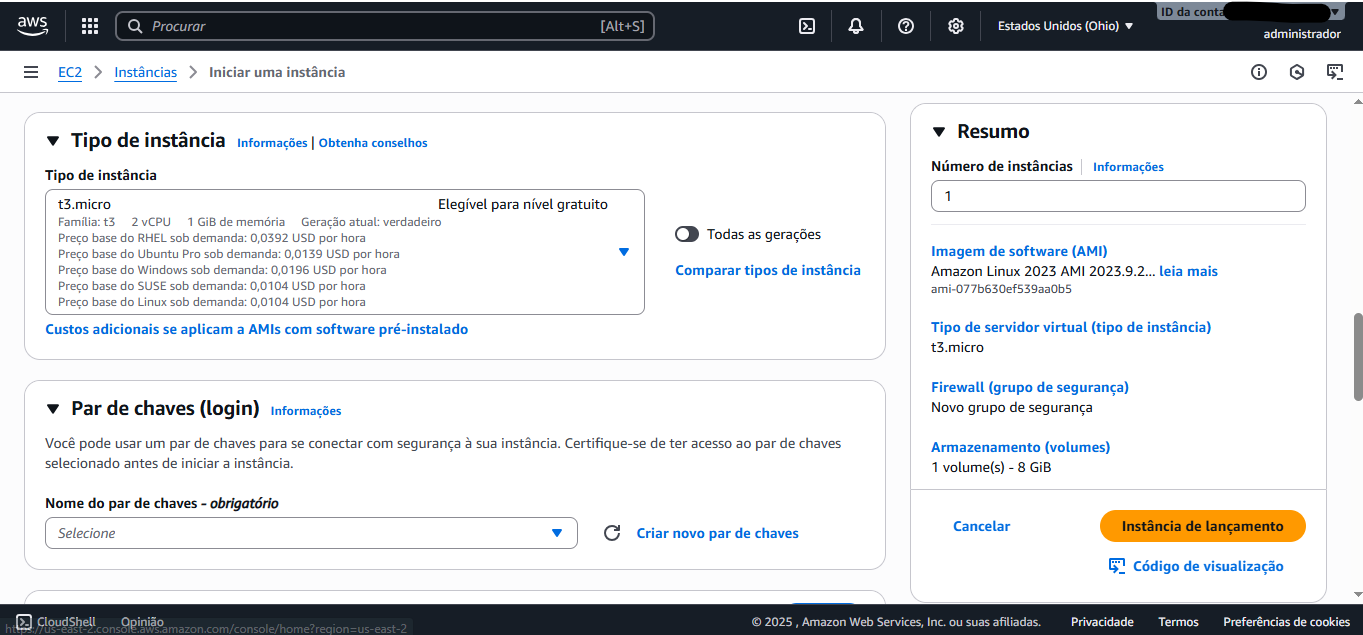 aws
Procurar [Alt+S]
Estados Unidos (Ohio)
ID da conta
administrador
EC2 Instâncias Iniciar uma instância
Tipo de instância Informações | Obtenha conselhos
Tipo de instância
t3.micro Elegível para nível gratuito
Família: t3 2 vCPU 1 GiB de memória Geração atual: verdadeiro
Preço base do RHEL sob demanda: 0,0392 USD por hora
Preço base do Ubuntu Pro sob demanda: 0,0139 USD por hora
Preço base do Windows sob demanda: 0,0196 USD por hora
Preço base do SUSE sob demanda: 0,0104 USD por hora
Preço base do Linux sob demanda: 0,0104 USD por hora
Todas as gerações
Comparar tipos de instância
Custos adicionais se aplicam a AMIs com software pré-instalado
Par de chaves (login) Informações
Você pode usar um par de chaves para se conectar com segurança à sua instância. Certifique-se de ter acesso ao par de chaves
selecionado antes de iniciar a instância.
Nome do par de chaves - obrigatório
Selecione
Criar novo par de chaves
Resumo
Número de instâncias Informações
1
Imagem de software (AMI)
Amazon Linux 2023 AMI 2023.9.2... leia mais
ami-077b630ef539aa0b5
Tipo de servidor virtual (tipo de instância)
t3.micro
Firewall (grupo de segurança)
Novo grupo de segurança
Armazenamento (volumes)
1 volume(s) - 8 GiB
Cancelar
Instância de lançamento
Código de visualização
CloudShell Opinião
https://us-east-2.console.aws.amazon.com/console/home?region=us-east-2
© 2025 , Amazon Web Services, Inc. ou suas afiliadas. Privacidade Termos Preferências de cookies